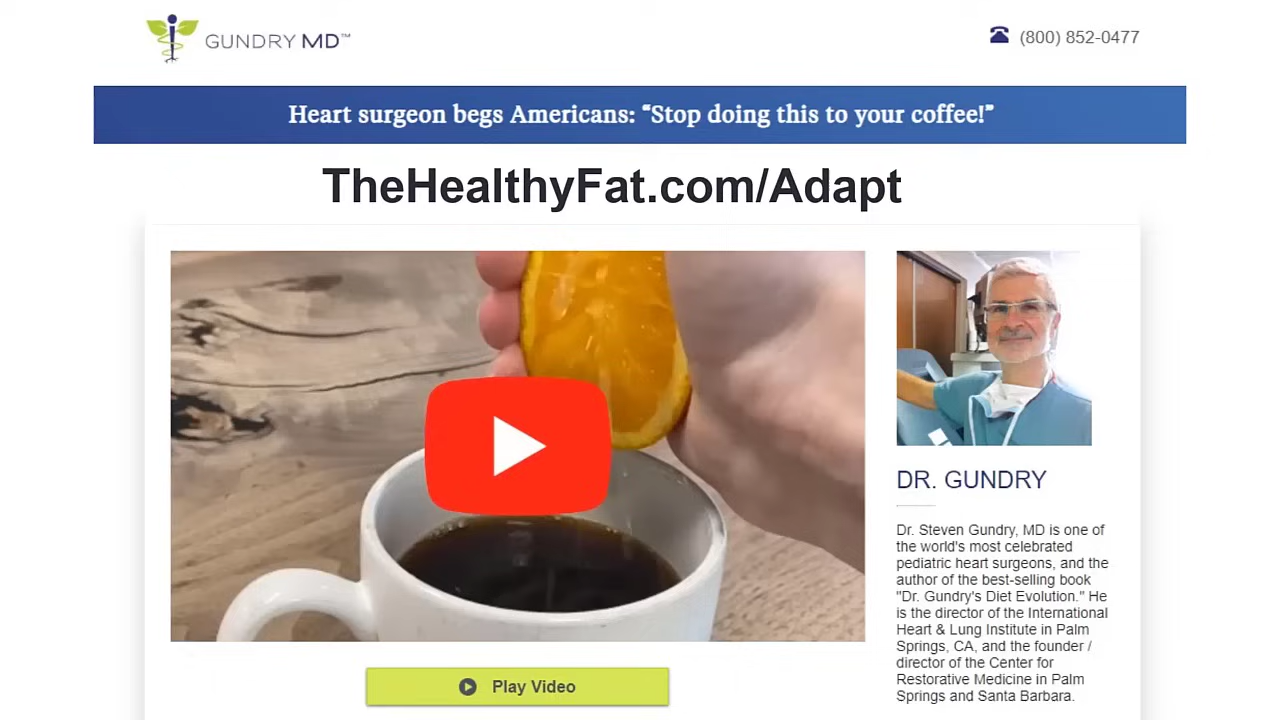 GUNDRY MD™
(800) 852-0477
Heart surgeon begs Americans: “Stop doing this to your coffee!”
TheHealthyFat.com/Adapt
DR. GUNDRY
Dr. Steven Gundry, MD is one of
the world's most celebrated
pediatric heart surgeons, and the
author of the best-selling book
"Dr. Gundry's Diet Evolution." He
is the director of the International
Heart & Lung Institute in Palm
Springs, CA, and the founder /
director of the Center for
Restorative Medicine in Palm
Springs and Santa Barbara.
Play Video